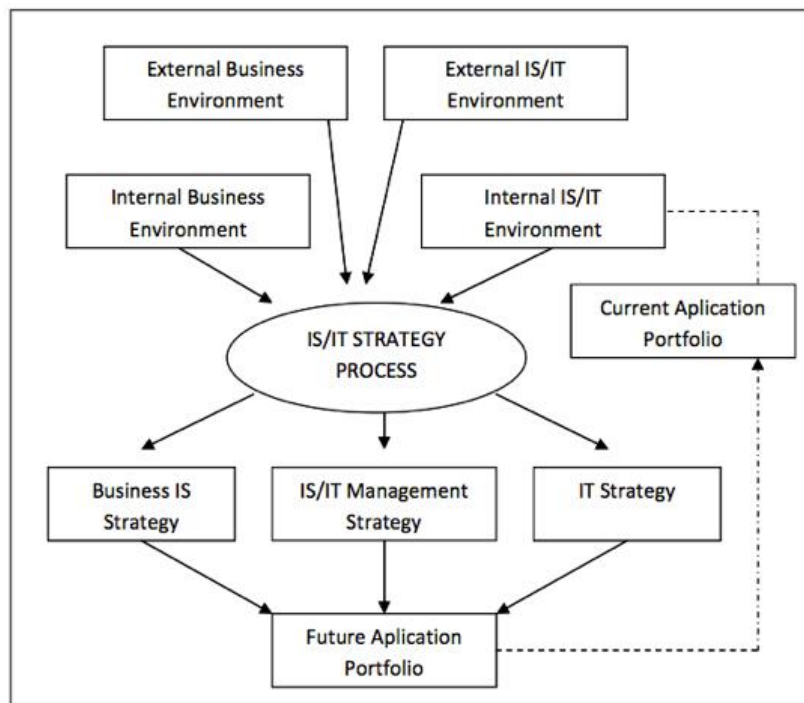 External Business
Environment
External IS/IT
Environment
Internal Business
Environment
Internal IS/IT
Environment
Current Aplication
Portfolio
IS/IT STRATEGY
PROCESS
Business IS
Strategy
IS/IT Management
Strategy
IT Strategy
Future Aplication
Portfolio